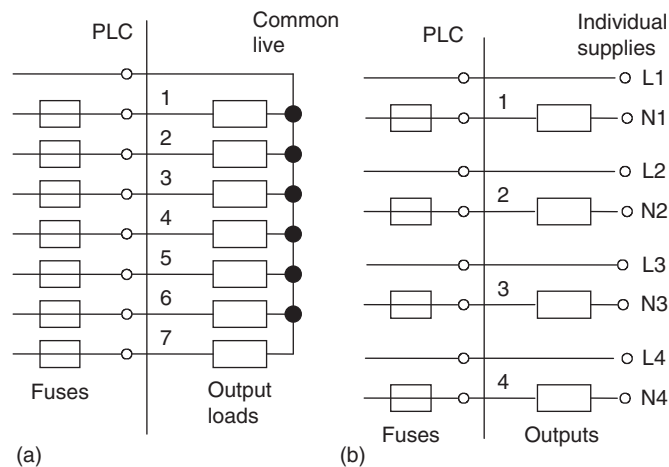 PLC
Common
live
1
2
3
4
5
6
7
Fuses
Output
loads
(a)
PLC
Individual
supplies
L1
1
N1
L2
2
N2
L3
3
N3
L4
4
N4
Fuses
Outputs
(b)